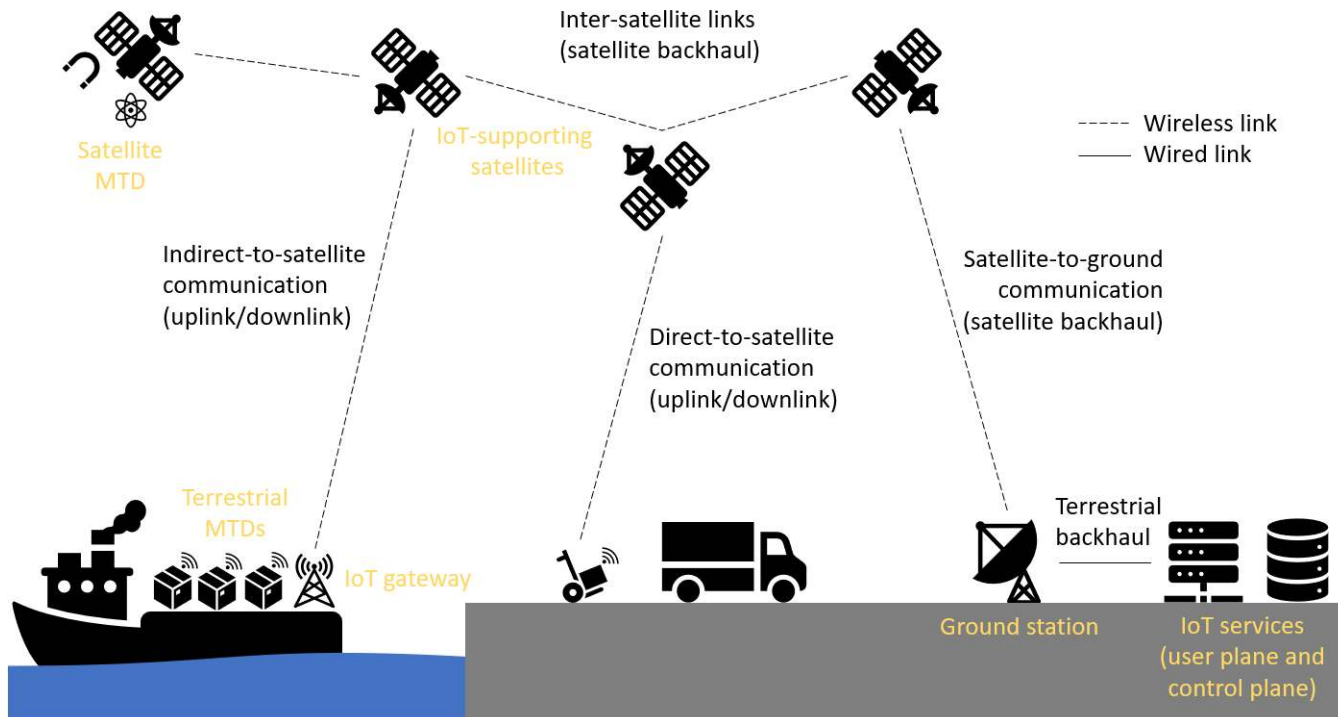 Inter-satellite links
(satellite backhaul)
Satellite
MTD
IoT-supporting
satellites
Wireless link
Wired link
Indirect-to-satellite
communication
(uplink/downlink)
Direct-to-satellite
communication
(uplink/downlink)
Satellite-to-ground
communication
(satellite backhaul)
Terrestrial
MTDs
IoT gateway
Terrestrial
backhaul
Ground station
IoT services
(user plane and
control plane)